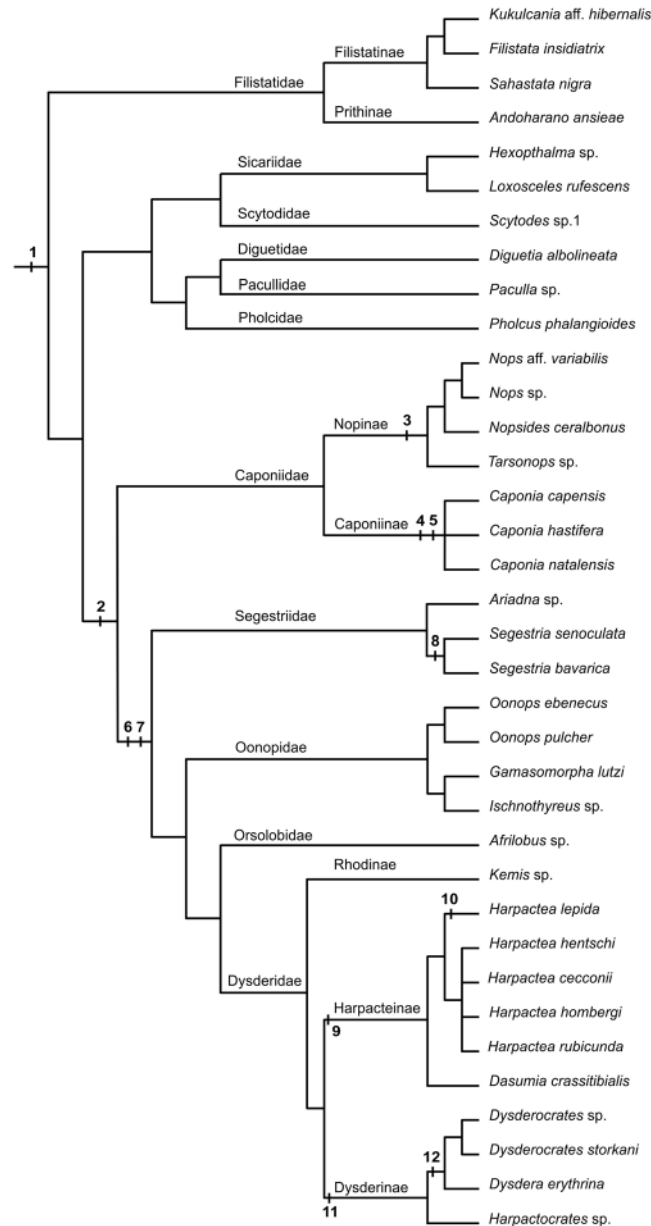 Kukulcania aff. hibernalis
Filistatinae
Filistata insidiatrix
Filistatidae
Sahastata nigra
Prithinae
Andoharano ansieae
Hexopthalma sp.
Sicariidae
Loxosceles rufescens
Scytodidae
Scytodes sp.1
1
Diguetidae
Diguetia albolineata
Pacullidae
Paculla sp.
Pholcidae
Pholcus phalangioides
Nops aff. variabilis
Nops sp.
Nopinae 3
Nopsides ceralbonus
Tarsonops sp.
Caponiidae
Caponia capensis
Caponiinae 4 5
Caponia hastifera
Caponia natalensis
2
Ariadna sp.
Segestriidae
8
Segestria senoculata
Segestria bavarica
6 7
Oonops ebenecus
Oonops pulcher
Oonopidae
Gamasomorpha lutzi
Ischnothyreus sp.
Orsolobidae
Afrilobus sp.
Rhodinae
Kemis sp.
10
Harpactea lepida
Harpactea hentschi
Dysderidae
Harpactea cecconii
Harpacteinae
9
Harpactea hombergi
Harpactea rubicunda
Dasumia crassitibialis
Dysderocrates sp.
Dysderocrates storkani
12
Dysdera erythrina
Dysderinae
11
Harpactocrates sp.